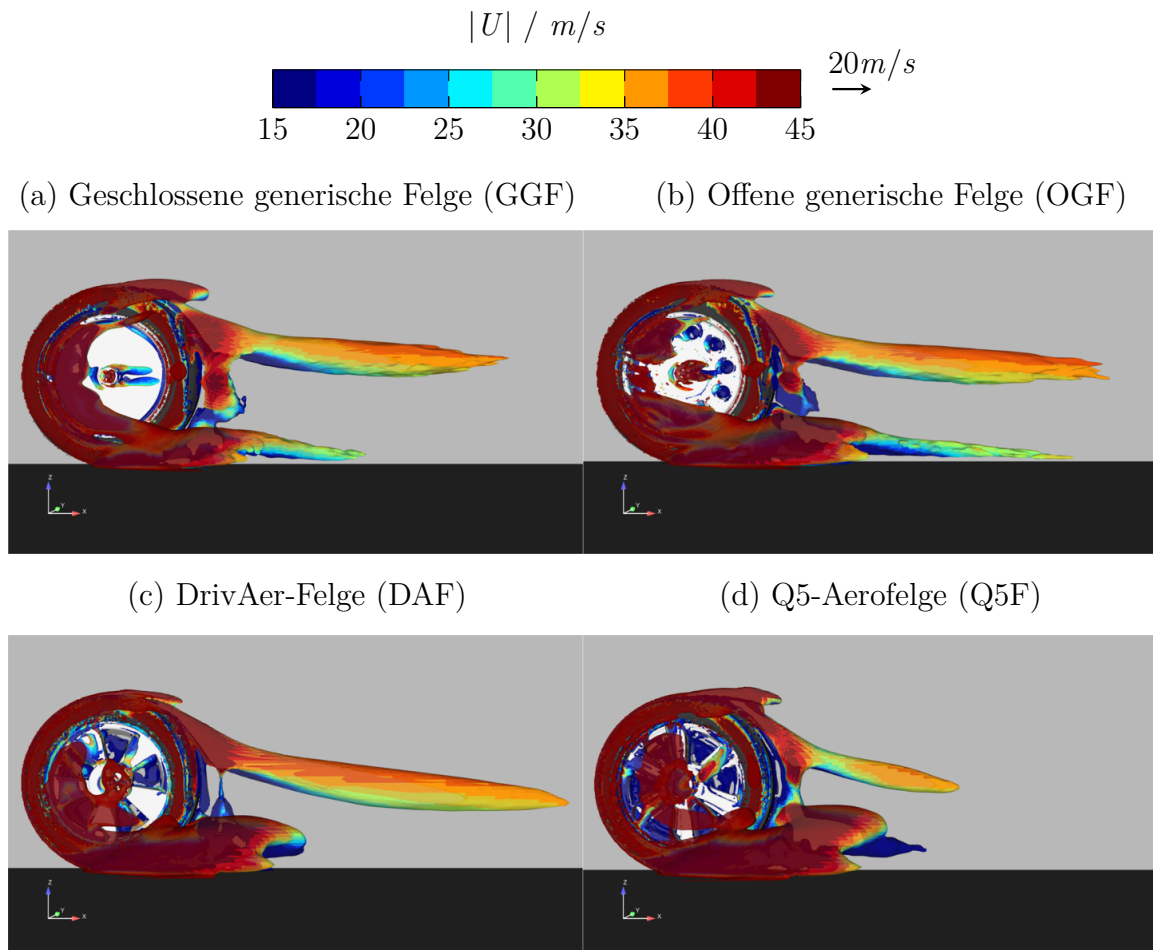 |U| / m/s
20m/s
15 20 25 30 35 40 45
(a) Geschlossene generische Felge (GGF)
(b) Offene generische Felge (OGF)
Z
Y
X
Z
Y
X
(c) DrivAer-Felge (DAF)
(d) Q5-Aerofelge (Q5F)
Z
Y
X
Z
Y
X